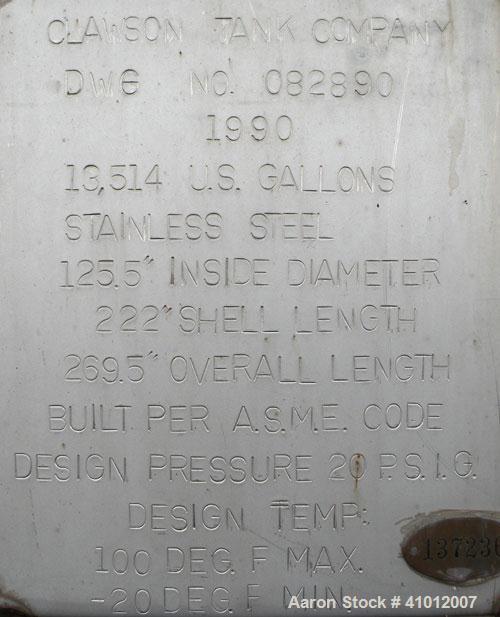 CLAWSON TANK COMPANY
DWG NO. 082890
1990
13,514 U.S. GALLONS
STAINLESS STEEL
125.5" INSIDE DIAMETER
222" SHELL LENGTH
269.5" OVERALL LENGTH
BUILT PER A.S.M.E. CODE
DESIGN PRESSURE 20 P.S.I.G.
DESIGN TEMP:
100 DEG. F MAX.
-20 DEG. F MIN.
Aaron Stock # 41012007